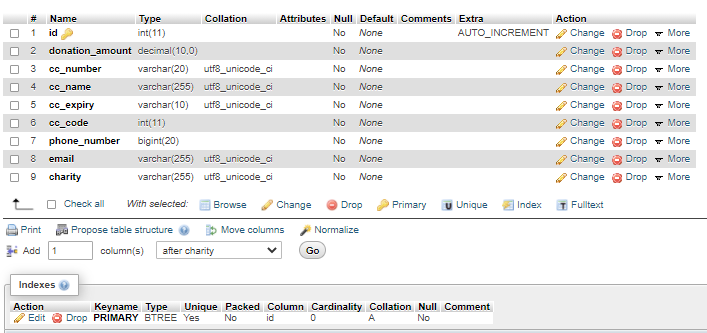 # Name Type Collation Attributes Null Default Comments Extra Action
1 id int(11) No None AUTO_INCREMENT Change Drop More
2 donation_amount decimal(10,0) No None Change Drop More
3 cc_number varchar(20) utf8_unicode_ci No None Change Drop More
4 cc_name varchar(255) utf8_unicode_ci No None Change Drop More
5 cc_expiry varchar(10) utf8_unicode_ci No None Change Drop More
6 cc_code int(11) No None Change Drop More
7 phone_number bigint(20) No None Change Drop More
8 email varchar(255) utf8_unicode_ci No None Change Drop More
9 charity varchar(255) utf8_unicode_ci No None Change Drop More
Check all With selected: Browse Change Drop Primary Unique Index Fulltext
Print Propose table structure Move columns Normalize
Add 1 column(s) after charity Go
Indexes
Action Keyname Type Unique Packed Column Cardinality Collation Null Comment
Edit Drop PRIMARY BTREE Yes No id 0 A No